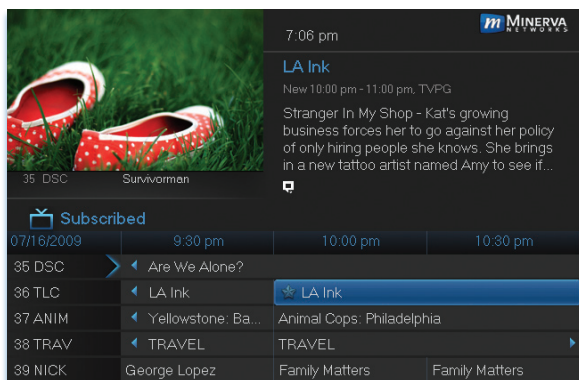 7:06 pm
m MINERVA
NETWORKS
LA Ink
New 10:00 pm - 11:00 pm, TVPG
Stranger In My Shop - Kat's growing
business forces her to go against her policy
of only hiring people she knows. She brings
in a new tattoo artist named Amy to see if...
35 DSC Survivorman
Subscribed
07/16/2009 9:30 pm 10:00 pm 10:30 pm
35 DSC Are We Alone?
36 TLC LA Ink LA Ink
37 ANIM Yellowstone: Ba... Animal Cops: Philadelphia
38 TRAV TRAVEL TRAVEL
39 NICK George Lopez Family Matters Family Matters